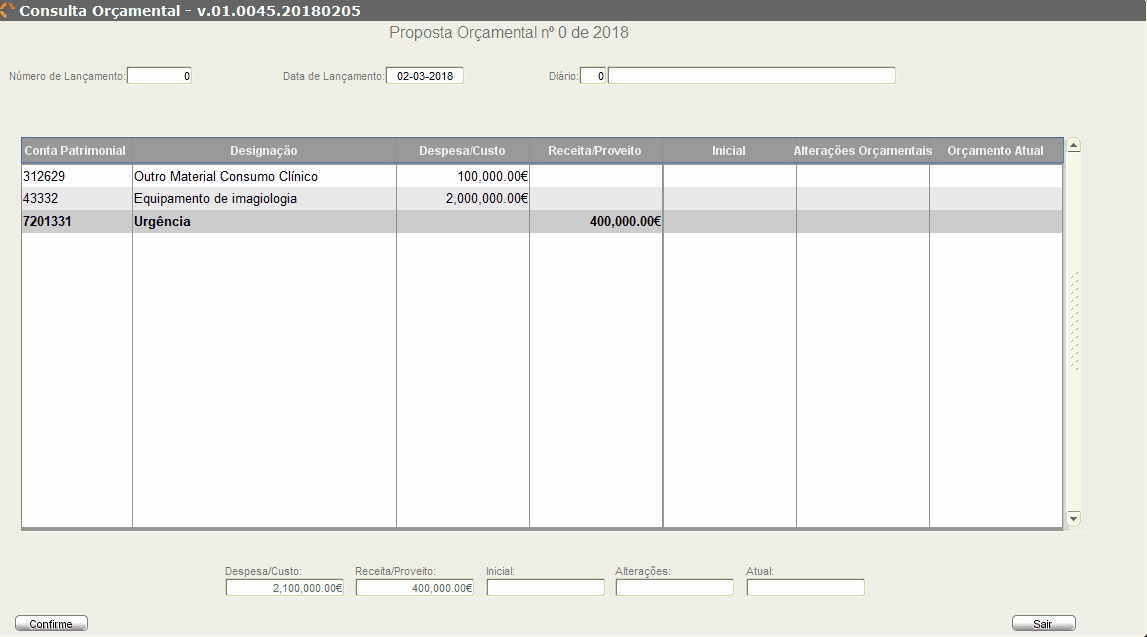 Consulta Orçamental - v.01.0045.20180205
Proposta Orçamental nº 0 de 2018
Número de Lançamento: 0 Data de Lançamento: 02-03-2018 Diário: 0
Conta Patrimonial Designação Despesa/Custo Receita/Proveito Inicial Alterações Orçamentais Orçamento Atual
312629 Outro Material Consumo Clínico 100,000.00€
43332 Equipamento de imagiologia 2,000,000.00€
7201331 Urgência 400,000.00€
Despesa/Custo: Receita/Proveito: Inicial: Alterações: Atual:
2,100,000.00€ 400,000.00€
Confirme Sair